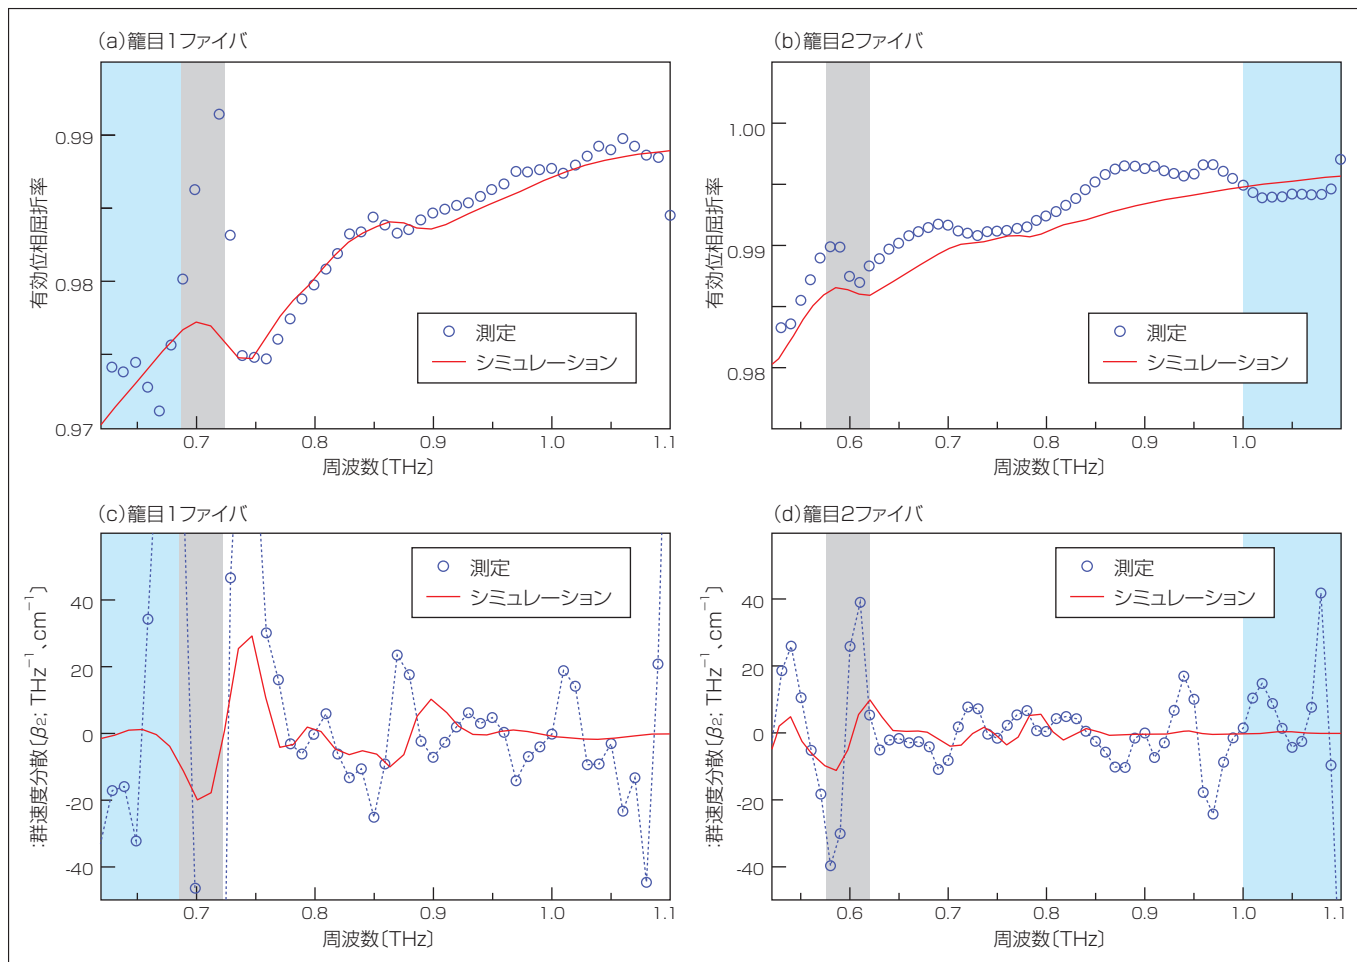 (a)籠目1ファイバ
0.99
0.98
0.97
有効位相屈折率
測定
シミュレーション
0.7
0.8
0.9
1.0
1.1
周波数〔THz〕
(b)籠目2ファイバ
1.00
0.99
0.98
有効位相屈折率
測定
シミュレーション
0.6
0.7
0.8
0.9
1.0
1.1
周波数〔THz〕
(c)籠目1ファイバ
40
20
0
-20
-40
:群速度分散〔β₂; THz⁻¹、cm⁻¹〕
測定
シミュレーション
0.7
0.8
0.9
1.0
1.1
周波数〔THz〕
(d)籠目2ファイバ
40
20
0
-20
-40
:群速度分散〔β₂; THz⁻¹、cm⁻¹〕
測定
シミュレーション
0.6
0.7
0.8
0.9
1.0
1.1
周波数〔THz〕